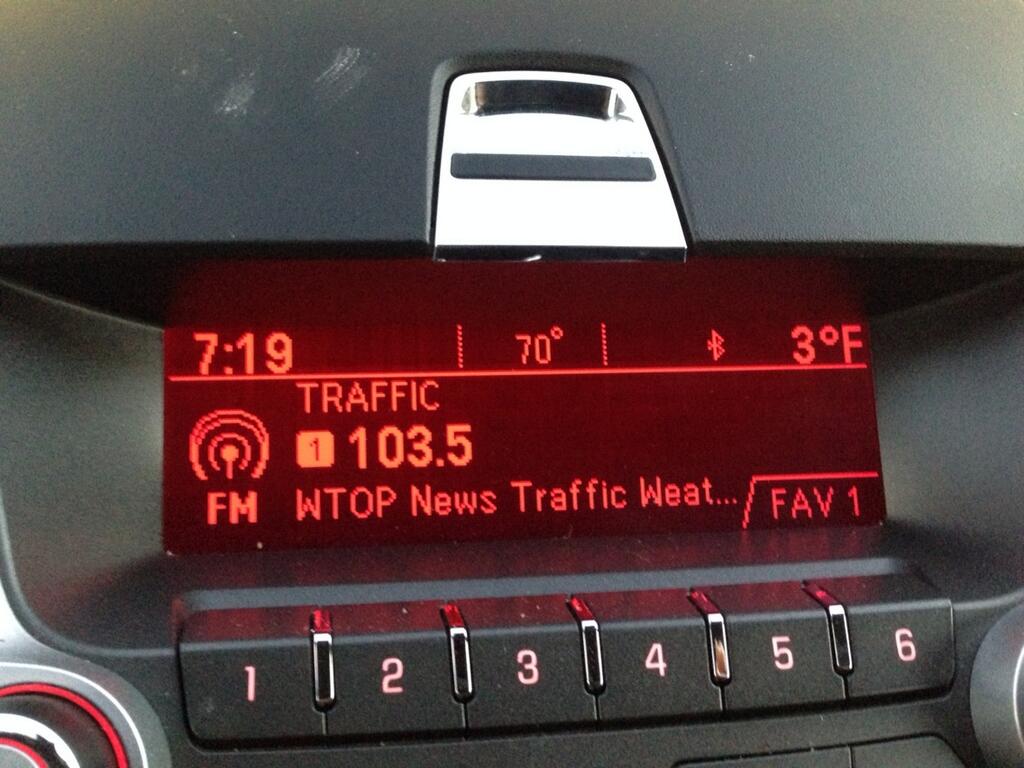 7:19 70° 3°F
TRAFFIC
1 103.5
FM WTOP News Traffic Weat... FAV 1
1 2 3 4 5 6